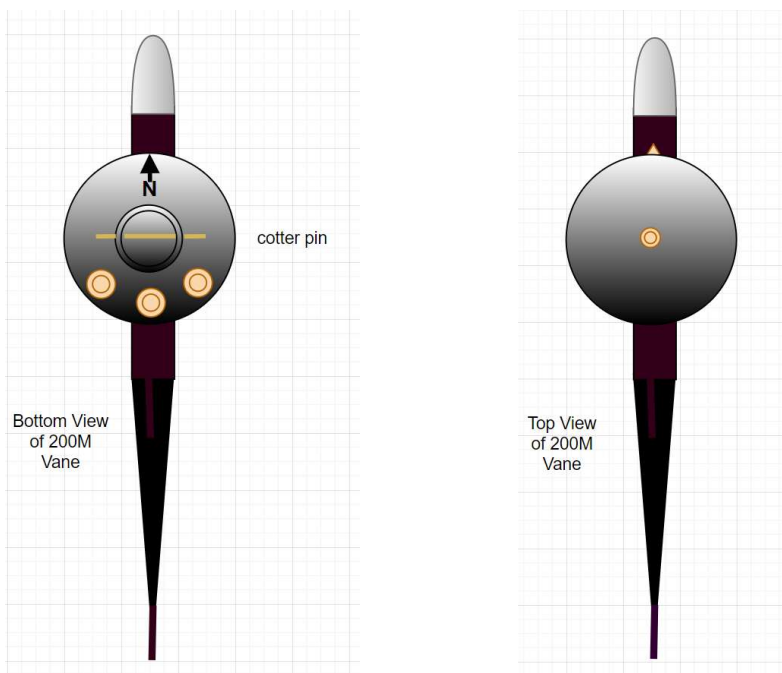 N
cotter pin
Bottom View
of 200M
Vane
Top View
of 200M
Vane